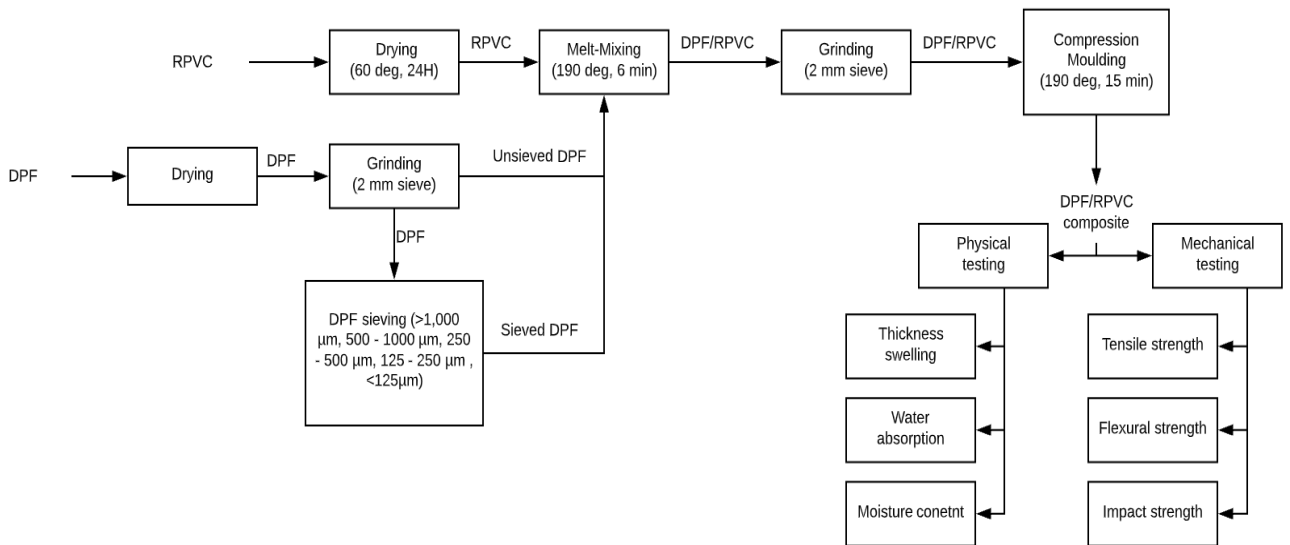 RPVC
Drying
(60 deg, 24H)
RPVC
Melt-Mixing
(190 deg, 6 min)
DPF/RPVC
Grinding
(2 mm sieve)
DPF/RPVC
Compression
Moulding
(190 deg, 15 min)
DPF
Drying
DPF
Grinding
(2 mm sieve)
Unsieved DPF
DPF
DPF sieving (>1,000
µm, 500 - 1000 µm, 250
- 500 µm, 125 - 250 µm ,
<125µm)
Sieved DPF
DPF/RPVC
composite
Physical
testing
Mechanical
testing
Thickness
swelling
Water
absorption
Moisture conetnt
Tensile strength
Flexural strength
Impact strength